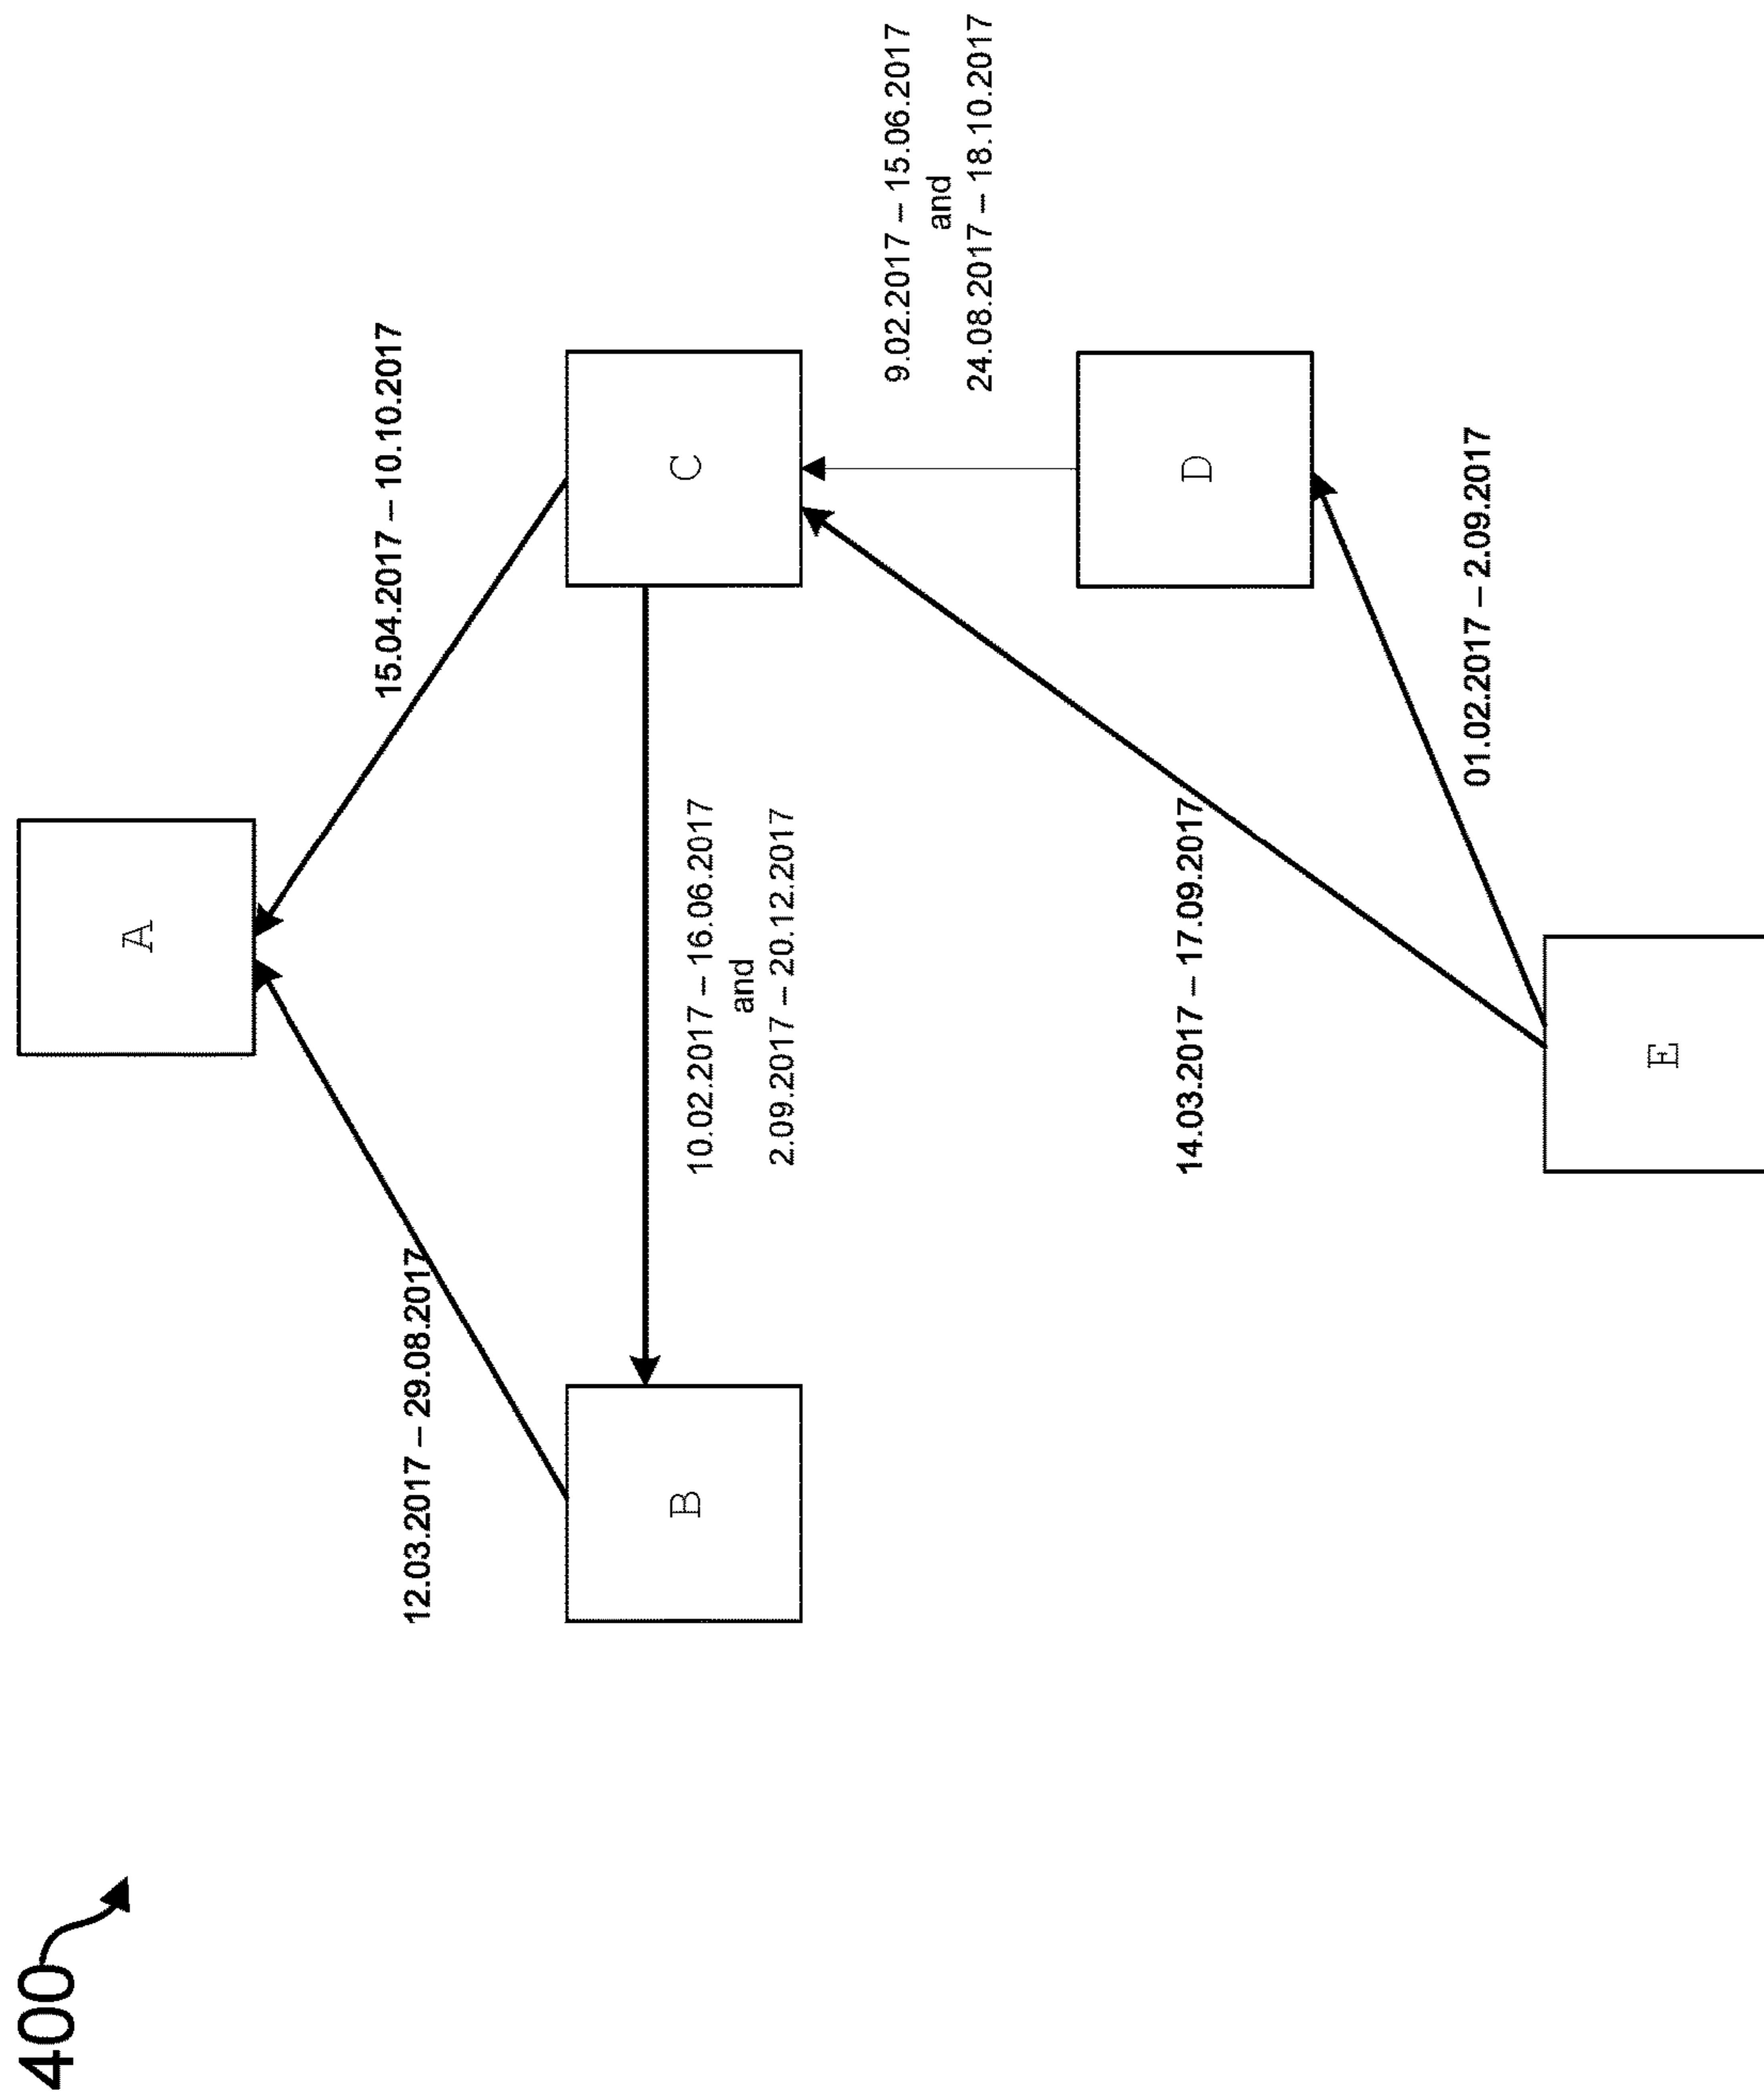 400
A
15.04.2017 – 10.10.2017
12.03.2017 – 29.08.2017
B
C
10.02.2017 – 16.06.2017
and
2.09.2017 – 20.12.2017
9.02.2017 – 15.06.2017
and
24.08.2017 – 18.10.2017
14.03.2017 – 17.09.2017
D
01.02.2017 – 2.09.2017
E